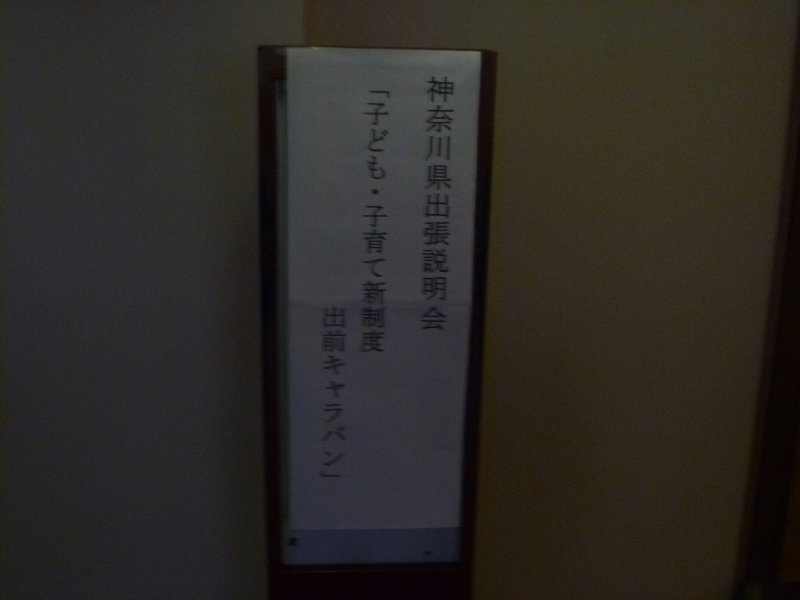 神奈川県出張説明会
「子ども・子育て新制度
出前キャラバン」